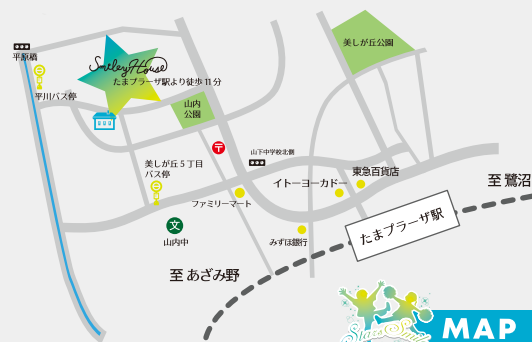 平原橋
Smiley House
たまプラーザ駅より徒歩11分
平川バス停
山内
公園
美しが丘公園
〒
山下中学校北側
美しが丘5丁目
バス停
イトーヨーカドー
東急百貨店
ファミリーマート
文
山内中
みずほ銀行
たまプラーザ駅
至 鷺沼
至 あざみ野
MAP